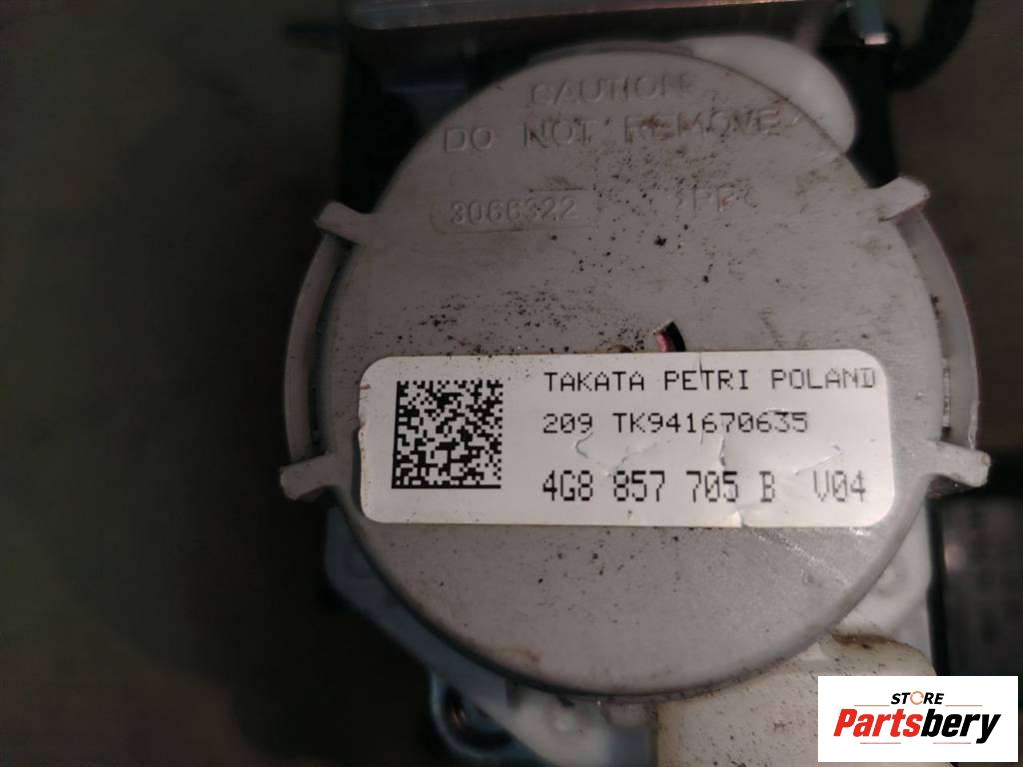 CAUTION:
DO NOT REMOVE
3066322
TAKATA PETRI POLAND
209 TK941670635
4G8 857 705 B V04
STORE
Partsbery